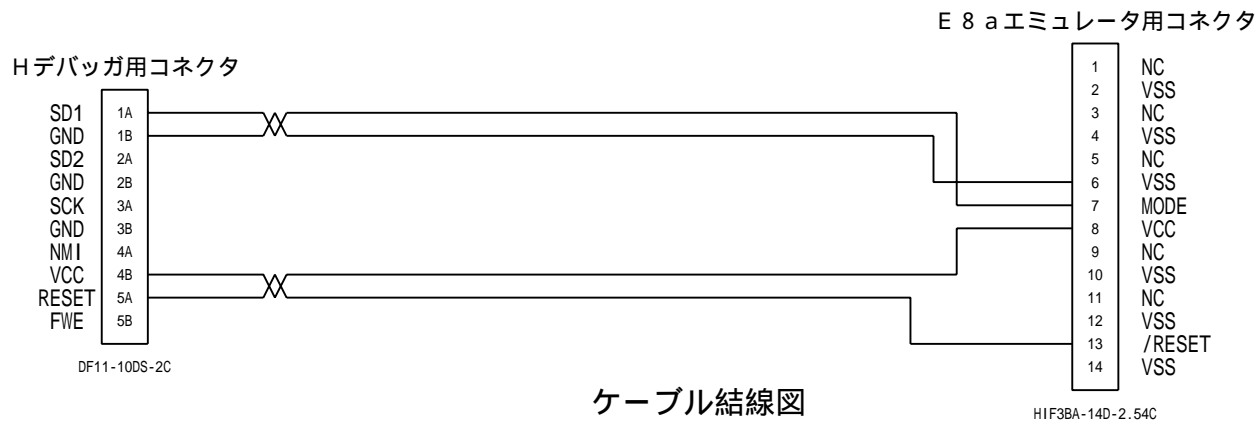 E8aエミュレータ用コネクタ
Hデバッガ用コネクタ
SD1 1A
GND 1B
SD2 2A
GND 2B
SCK 3A
GND 3B
NMI 4A
VCC 4B
RESET 5A
FWE 5B
DF11-10DS-2C
1 NC
2 VSS
3 NC
4 VSS
5 NC
6 VSS
7 MODE
8 VCC
9 NC
10 VSS
11 NC
12 VSS
13 /RESET
14 VSS
HIF3BA-14D-2.54C
ケーブル結線図